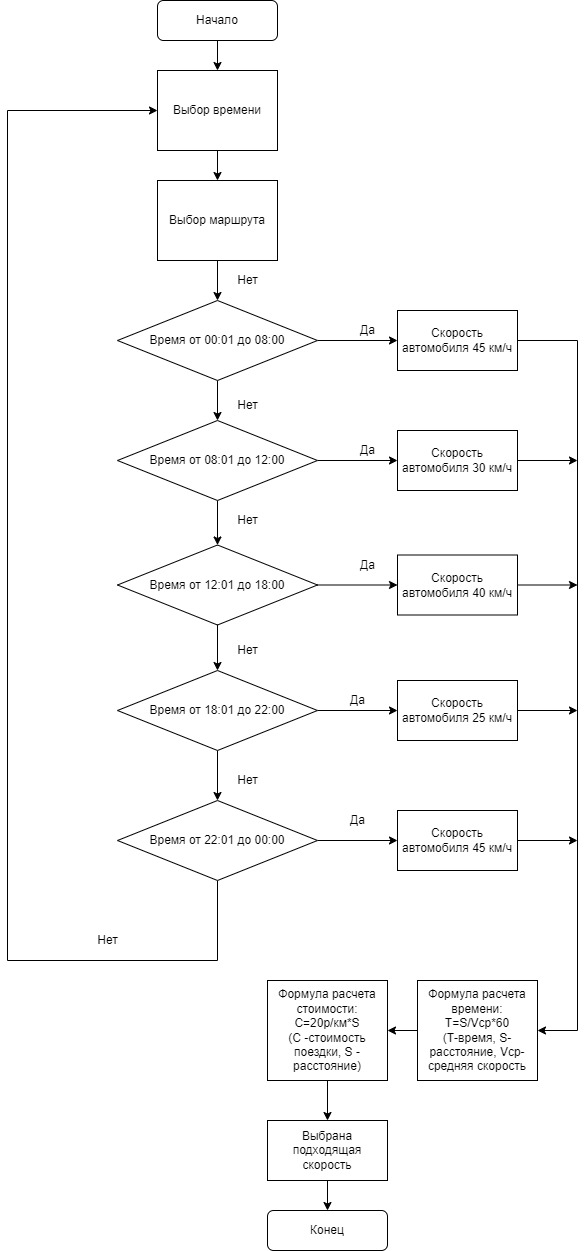 Начало
Выбор времени
Выбор маршрута
Нет
Время от 00:01 до 08:00
Да
Скорость
автомобиля 45 км/ч
Нет
Время от 08:01 до 12:00
Да
Скорость
автомобиля 30 км/ч
Нет
Время от 12:01 до 18:00
Да
Скорость
автомобиля 40 км/ч
Нет
Время от 18:01 до 22:00
Да
Скорость
автомобиля 25 км/ч
Нет
Время от 22:01 до 00:00
Да
Скорость
автомобиля 45 км/ч
Нет
Формула расчета
времени:
T=S/Vср*60
(T-время, S-
расстояние, Vср-
средняя скорость
Формула расчета
стоимости:
C=20р/км*S
(C -стоимость
поездки, S -
расстояние)
Выбрана
подходящая
скорость
Конец